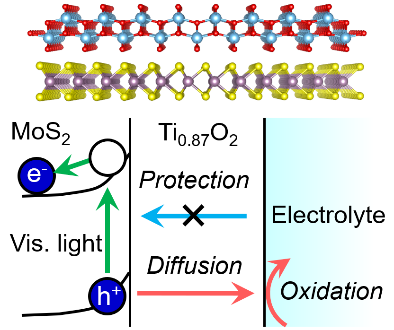 MoS₂
Ti₀.₈₇O₂
e⁻
Protection
Electrolyte
Vis. light
Diffusion
h⁺
Oxidation